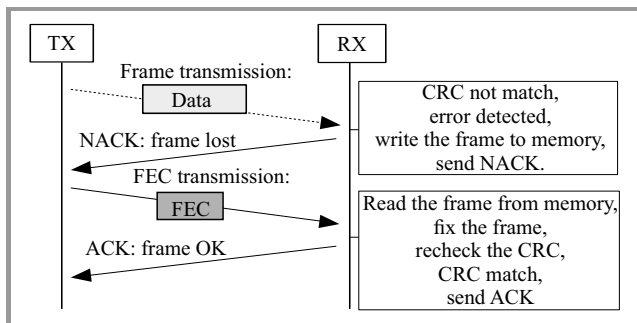 TX
RX
Frame transmission:
Data
CRC not match,
error detected,
write the frame to memory,
send NACK.
NACK: frame lost
FEC transmission:
FEC
Read the frame from memory,
fix the frame,
recheck the CRC,
CRC match,
send ACK
ACK: frame OK